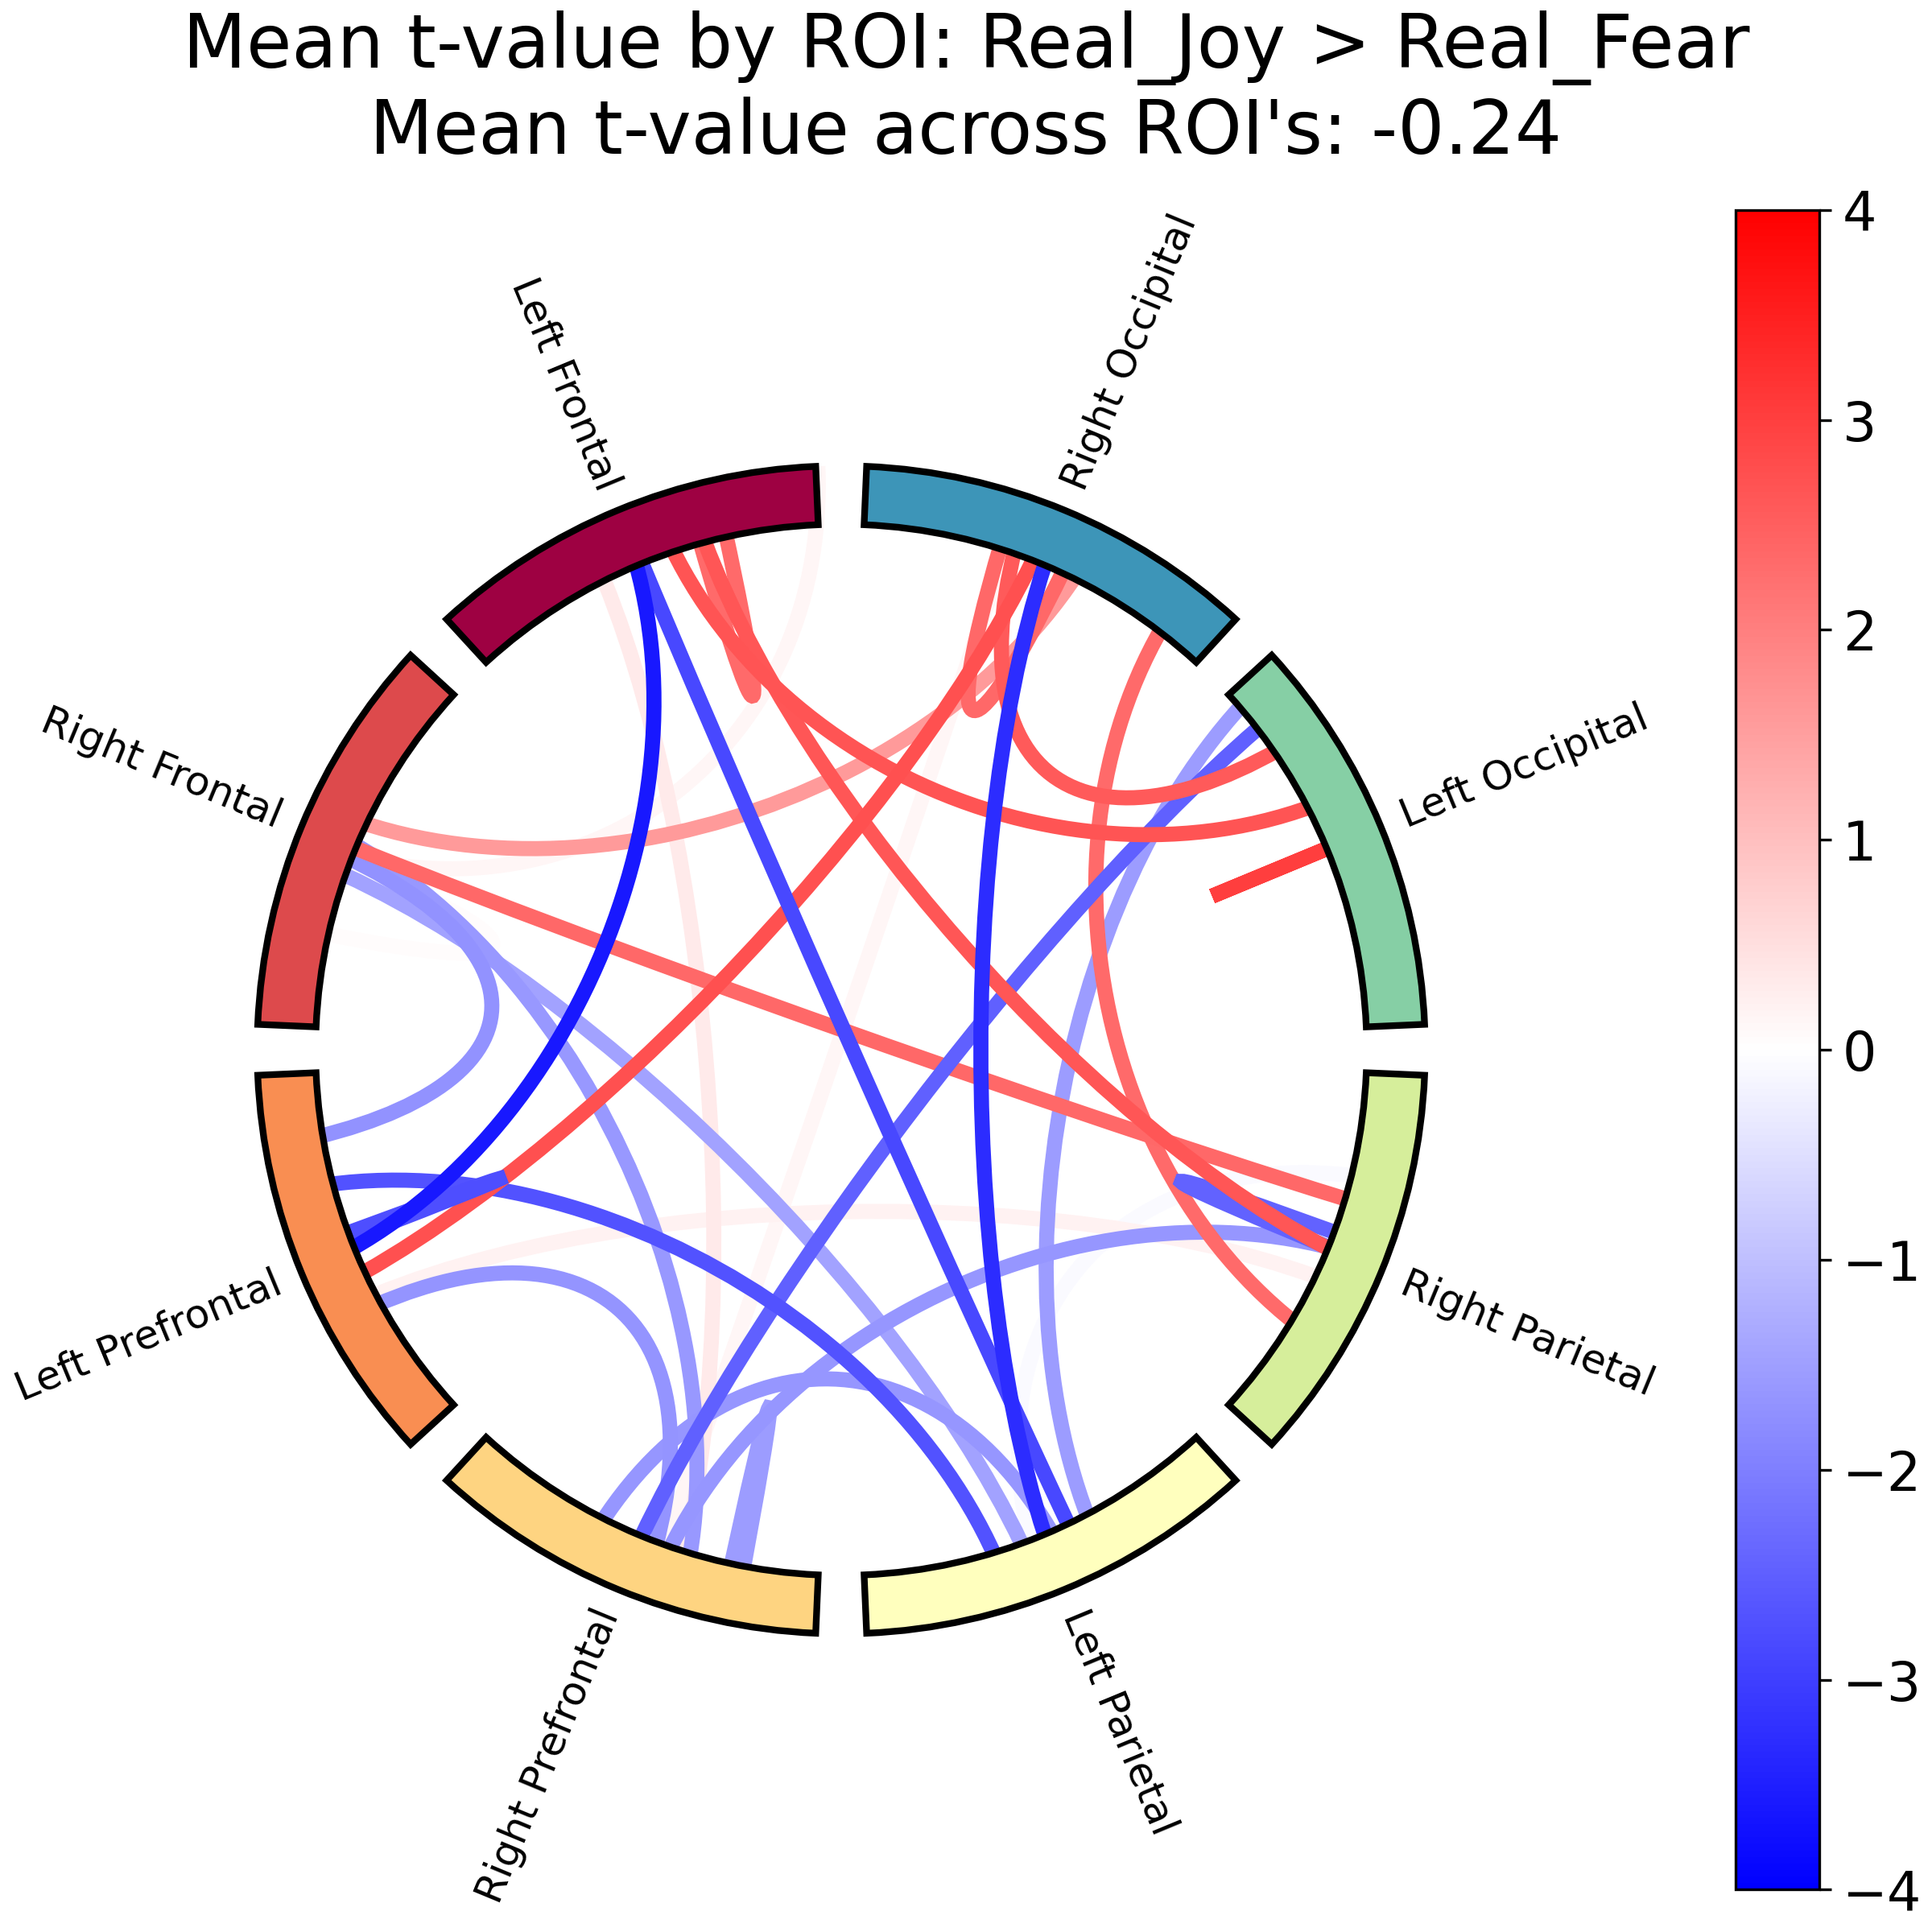 Mean t-value by ROI: Real_Joy > Real_Fear
Mean t-value across ROI's: -0.24
Left Frontal
Right Occipital
Right Frontal
Left Occipital
Left Prefrontal
Right Parietal
Right Prefrontal
Left Parietal
4
3
2
1
0
−1
−2
−3
−4